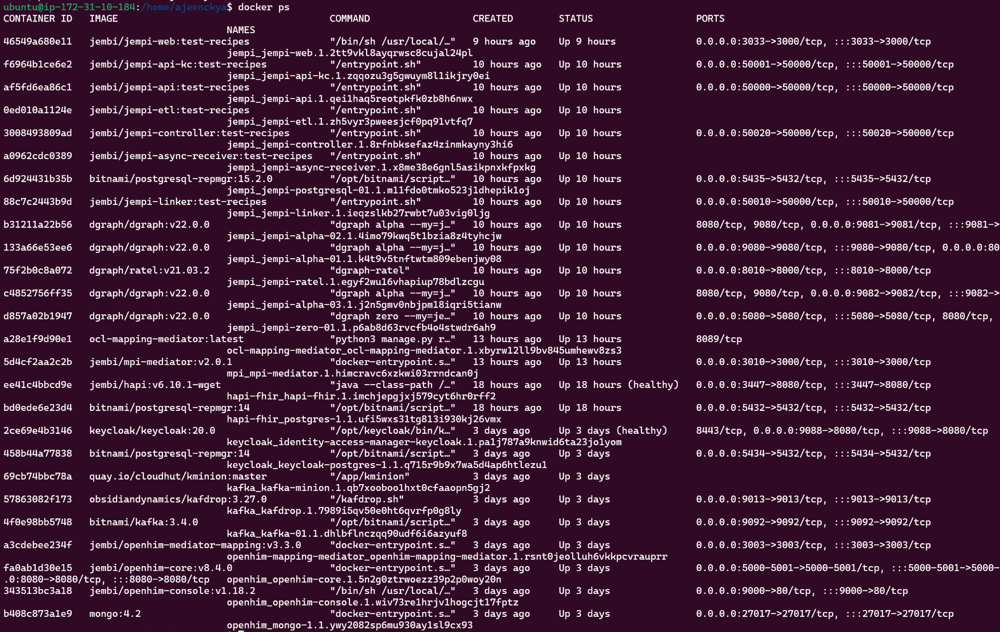 ubuntu@ip-172-31-10-184:/home/ajeenckya$ docker ps
CONTAINER ID   IMAGE                                     COMMAND                  CREATED        STATUS                  PORTS
                                       NAMES
46549a680e11   jembi/jempi-web:test-recipes              "/bin/sh /usr/local/…"   9 hours ago    Up 9 hours              0.0.0.0:3033->3000/tcp, :::3033->3000/tcp
                                       jempi_jempi-web.1.2tt9vkl8ayqrwsc8cujal24pl
f6964b1ce6e2   jembi/jempi-api-kc:test-recipes           "/entrypoint.sh"         10 hours ago   Up 10 hours             0.0.0.0:50001->50000/tcp, :::50001->50000/tcp
                                       jempi_jempi-api-kc.1.zqqozu3g5gwuym8l1ikjry0ei
af5fd6ea86c1   jembi/jempi-api:test-recipes              "/entrypoint.sh"         10 hours ago   Up 10 hours             0.0.0.0:50000->50000/tcp, :::50000->50000/tcp
                                       jempi_jempi-api.1.qei1haq5reotpkfk0zb8h6nwx
0ed010a1124e   jembi/jempi-etl:test-recipes              "/entrypoint.sh"         10 hours ago   Up 10 hours
                                       jempi_jempi-etl.1.zh5vyr3pweesjcf0pq91vtfq7
3008493809ad   jembi/jempi-controller:test-recipes       "/entrypoint.sh"         10 hours ago   Up 10 hours             0.0.0.0:50020->50000/tcp, :::50020->50000/tcp
                                       jempi_jempi-controller.1.8rfnbksefaz4zinmkayny3hi6
a0962cdc0389   jembi/jempi-async-receiver:test-recipes   "/entrypoint.sh"         10 hours ago   Up 10 hours
                                       jempi_jempi-async-receiver.1.x8me38e6gnl5asikpnxkfpxkg
6d924431b35b   bitnami/postgresql-repmgr:15.2.0          "/opt/bitnami/script…"   10 hours ago   Up 10 hours             0.0.0.0:5435->5432/tcp, :::5435->5432/tcp
                                       jempi_jempi-postgresql-01.1.m11fdo0tmko523j1dhepik1oj
88c7c2443b9d   jembi/jempi-linker:test-recipes           "/entrypoint.sh"         10 hours ago   Up 10 hours             0.0.0.0:50010->50000/tcp, :::50010->50000/tcp
                                       jempi_jempi-linker.1.ieqzslkb27rwbt7u03vig0ljg
b31211a22b56   dgraph/dgraph:v22.0.0                     "dgraph alpha --my=j…"   10 hours ago   Up 10 hours             8080/tcp, 9080/tcp, 0.0.0.0:9081->9081/tcp, :::9081->
                                       jempi_jempi-alpha-02.1.4imo79kwq5t1bzia8z4tyhcjw
133a66e53ee6   dgraph/dgraph:v22.0.0                     "dgraph alpha --my=j…"   10 hours ago   Up 10 hours             0.0.0.0:9080->9080/tcp, :::9080->9080/tcp, 0.0.0.0:80
                                       jempi_jempi-alpha-01.1.k4t9v5tnftwtm809ebenjwy08
75f2b0c8a072   dgraph/ratel:v21.03.2                     "dgraph-ratel"           10 hours ago   Up 10 hours             0.0.0.0:8010->8000/tcp, :::8010->8000/tcp
                                       jempi_jempi-ratel.1.egyf2wu16vhapiup78bdlzcgu
c4852756ff35   dgraph/dgraph:v22.0.0                     "dgraph alpha --my=j…"   10 hours ago   Up 10 hours             8080/tcp, 9080/tcp, 0.0.0.0:9082->9082/tcp, :::9082->
                                       jempi_jempi-alpha-03.1.j2n5gmv0nbjpm18iqri5tianw
d857a02b1947   dgraph/dgraph:v22.0.0                     "dgraph zero --my=je…"   10 hours ago   Up 10 hours             0.0.0.0:5080->5080/tcp, :::5080->5080/tcp, 8080/tcp,
                                       jempi_jempi-zero-01.1.p6ab8d63rvcfb4o4stwdr6ah9
a28e1f9d90e1   ocl-mapping-mediator:latest               "python3 manage.py r…"   13 hours ago   Up 13 hours             8089/tcp
                                       ocl-mapping-mediator_ocl-mapping-mediator.1.xbyrw12ll9bv845umhewv8zs3
5d4cf2aa2c2b   jembi/mpi-mediator:v2.0.1                 "docker-entrypoint.s…"   13 hours ago   Up 13 hours             0.0.0.0:3010->3000/tcp, :::3010->3000/tcp
                                       mpi_mpi-mediator.1.himcravc6xzkwi03rrndcan0j
ee41c4bbcd9e   jembi/hapi:v6.10.1-wget                   "java --class-path /…"   18 hours ago   Up 18 hours (healthy)   0.0.0.0:3447->8080/tcp, :::3447->8080/tcp
                                       hapi-fhir_hapi-fhir.1.imchjepgjxj579cyt6hr0rff2
bd0ede6e23d4   bitnami/postgresql-repmgr:14              "/opt/bitnami/script…"   18 hours ago   Up 18 hours             0.0.0.0:5432->5432/tcp, :::5432->5432/tcp
                                       hapi-fhir_postgres-1.1.ufi5wxs31tg813i930kj26vmx
2ce69e4b3146   keycloak/keycloak:20.0                    "/opt/keycloak/bin/k…"   3 days ago     Up 3 days (healthy)     8443/tcp, 0.0.0.0:9088->8080/tcp, :::9088->8080/tcp
                                       keycloak_identity-access-manager-keycloak.1.pa1j787a9knwid6ta23jo1yom
458b44a77838   bitnami/postgresql-repmgr:14              "/opt/bitnami/script…"   3 days ago     Up 3 days               0.0.0.0:5434->5432/tcp, :::5434->5432/tcp
                                       keycloak_keycloak-postgres-1.1.q715r9b9x7wa5d4ap6htlezu1
69cb74bbc78a   quay.io/cloudhut/kminion:master           "/app/kminion"           3 days ago     Up 3 days
                                       kafka_kafka-minion.1.qb7xooboo1hxt0cfaaopn5gj2
57863082f173   obsidiandynamics/kafdrop:3.27.0           "/kafdrop.sh"            3 days ago     Up 3 days               0.0.0.0:9013->9013/tcp, :::9013->9013/tcp
                                       kafka_kafdrop.1.7989i5qv50e0ht6qvrfp0g8ly
4f0e98bb5748   bitnami/kafka:3.4.0                       "/opt/bitnami/script…"   3 days ago     Up 3 days               0.0.0.0:9092->9092/tcp, :::9092->9092/tcp
                                       kafka_kafka-01.1.dhlbflnczqq90udf6i6azyuf8
a3cdebee234f   jembi/openhim-mediator-mapping:v3.3.0     "docker-entrypoint.s…"   3 days ago     Up 3 days               0.0.0.0:3003->3003/tcp, :::3003->3003/tcp
                                       openhim-mapping-mediator_openhim-mapping-mediator.1.rsnt0jeolluh6vkkpcvrauprr
fa0ab1d30e15   jembi/openhim-core:v8.4.0                 "docker-entrypoint.s…"   3 days ago     Up 3 days               0.0.0.0:5000-5001->5000-5001/tcp, :::5000-5001->5000-
.0:8080->8080/tcp, :::8080->8080/tcp   openhim_openhim-core.1.5n2g0ztrwoezz39p2p0woy20n
343513bc3a18   jembi/openhim-console:v1.18.2             "/bin/sh /usr/local/…"   3 days ago     Up 3 days               0.0.0.0:9000->80/tcp, :::9000->80/tcp
                                       openhim_openhim-console.1.wiv73re1hrjv1hogcjt17fptz
b408c873a1e9   mongo:4.2                                 "docker-entrypoint.s…"   3 days ago     Up 3 days               0.0.0.0:27017->27017/tcp, :::27017->27017/tcp
                                       openhim_mongo-1.1.ywy2082sp6mu930ay1sl9cx93